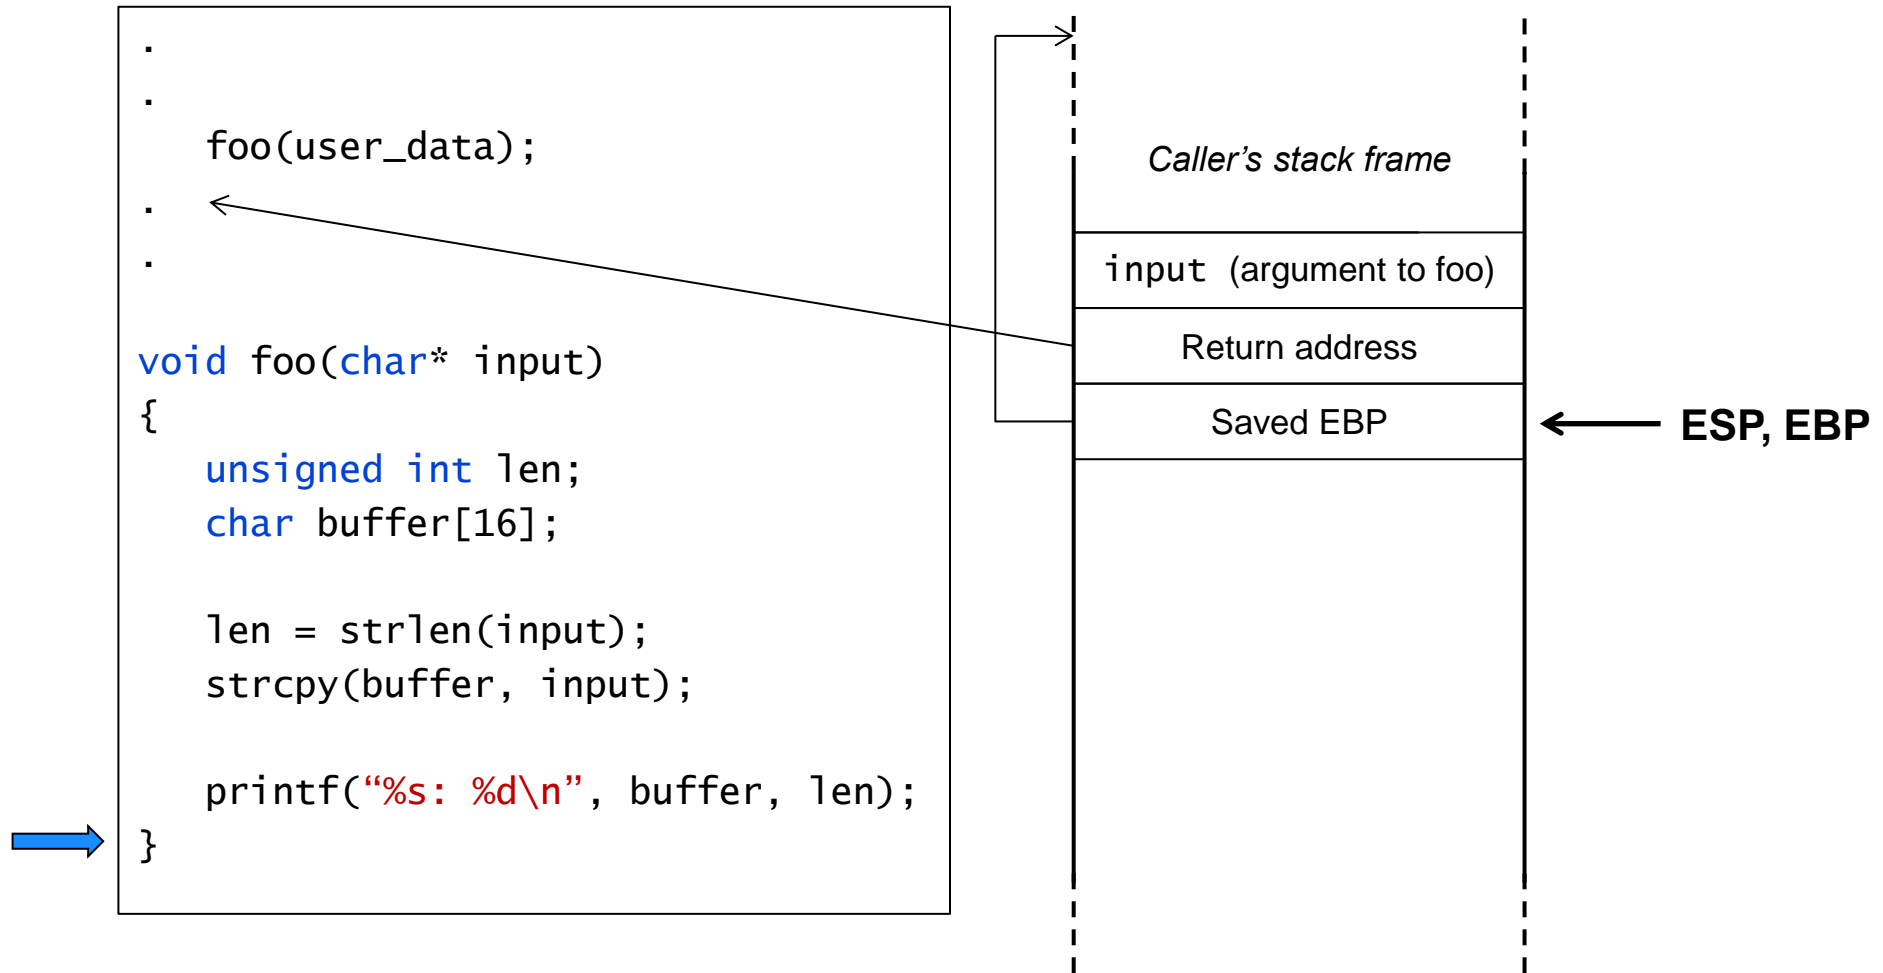 .
.
foo(user_data);
.
.
void foo(char* input)
{
unsigned int len;
char buffer[16];
len = strlen(input);
strcpy(buffer, input);
printf(“%s: %d\n”, buffer, len);
}
Caller’s stack frame
input (argument to foo)
Return address
Saved EBP
ESP, EBP